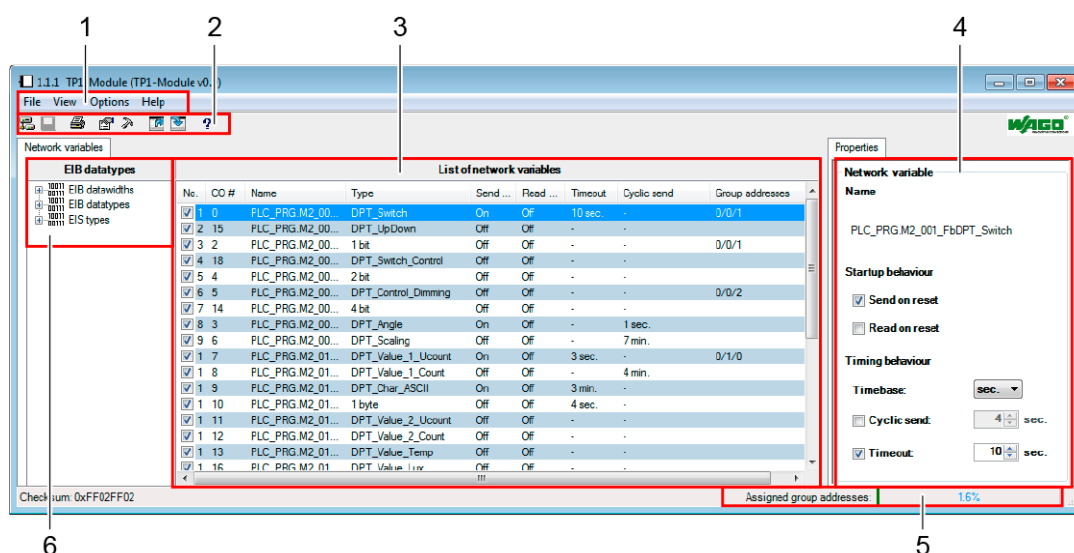 1 2 3 4
1.1.1 TP1-Module (TP1-Module v0. )
File View Options Help
WAGO
Network variables
Properties
EIB datatypes
List of network variables
Network variable
EIB datawidths
EIB datatypes
EIS types
No. CO # Name Type Send ... Read ... Timeout Cyclic send Group addresses
1 0 PLC_PRG.M2_00... DPT_Switch On Off 10 sec. - 0/0/1
2 15 PLC_PRG.M2_00... DPT_UpDown Off Off - -
3 2 PLC_PRG.M2_00... 1 bit Off Off - - 0/0/1
4 18 PLC_PRG.M2_00... DPT_Switch_Control Off Off - -
5 4 PLC_PRG.M2_00... 2 bit Off Off - -
6 5 PLC_PRG.M2_00... DPT_Control_Dimming Off Off - - 0/0/2
7 14 PLC_PRG.M2_00... 4 bit Off Off - -
8 3 PLC_PRG.M2_00... DPT_Angle On Off - 1 sec.
9 6 PLC_PRG.M2_00... DPT_Scaling Off Off - 7 min.
1 7 PLC_PRG.M2_01... DPT_Value_1_Ucount On Off 3 sec. - 0/1/0
1 8 PLC_PRG.M2_01... DPT_Value_1_Count Off Off - 4 min.
1 9 PLC_PRG.M2_01... DPT_Char_ASCII On Off 3 min. -
1 10 PLC_PRG.M2_01... 1 byte Off Off 4 sec. -
1 11 PLC_PRG.M2_01... DPT_Value_2_Ucount Off Off - -
1 12 PLC_PRG.M2_01... DPT_Value_2_Count Off Off - -
1 13 PLC_PRG.M2_01... DPT_Value_Temp Off Off - -
1 16 PLC_PRG.M2_01... DPT_Value_Lux Off Off - -
Name
PLC_PRG.M2_001_FbDPT_Switch
Startup behaviour
Send on reset
Read on reset
Timing behaviour
Timebase: sec.
Cyclic send: 4 sec.
Timeout: 10 sec.
Checksum: 0xFF02FF02
Assigned group addresses: 1.6%
6 5